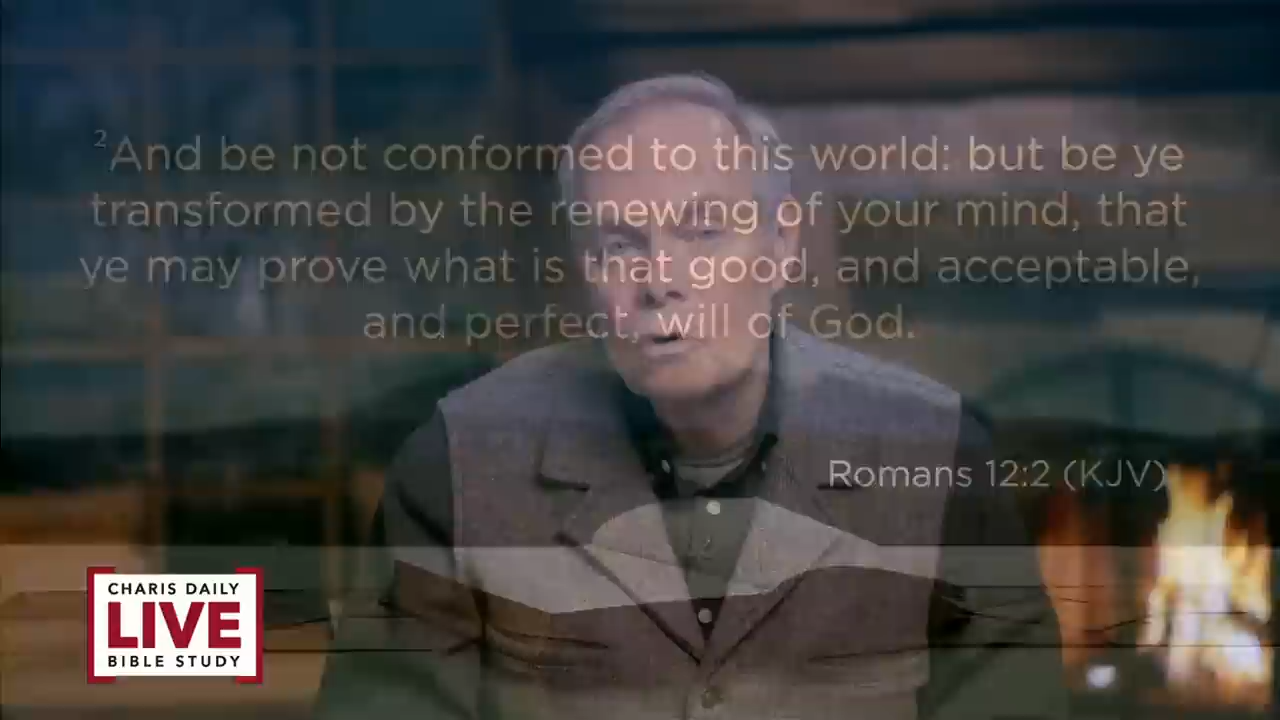 ²And be not conformed to this world: but be ye
transformed by the renewing of your mind, that
ye may prove what is that good, and acceptable,
and perfect, will of God.
Romans 12:2 (KJV)
CHARIS DAILY
LIVE
BIBLE STUDY